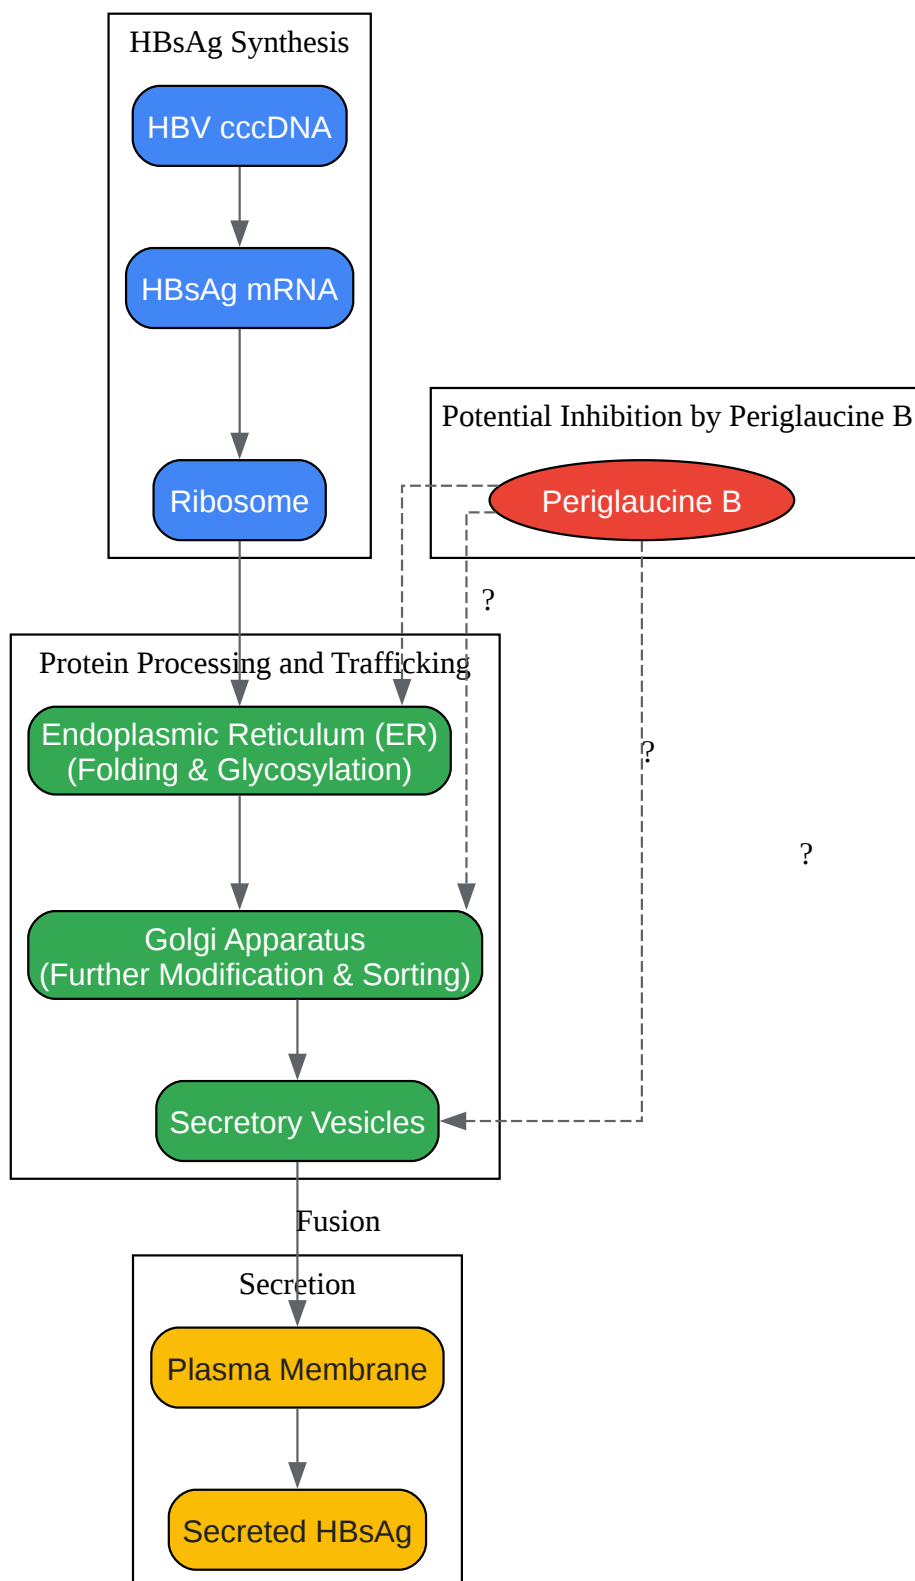 HBsAg Synthesis
HBV cccDNA
HBsAg mRNA
Potential Inhibition by Periglaucine B
Ribosome
Periglaucine B
?
Protein Processing and Trafficking
Endoplasmic Reticulum (ER)
(Folding & Glycosylation)
?
?
Golgi Apparatus
(Further Modification & Sorting)
Secretory Vesicles
Fusion
Secretion
Plasma Membrane
Secreted HBsAg